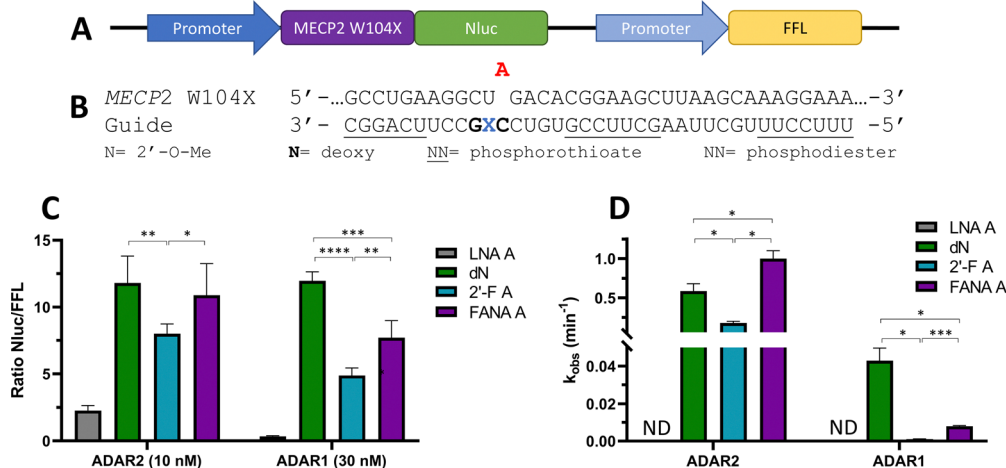 A Promoter MECP2 W104X Nluc Promoter FFL
A
B MECP2 W104X 5′-…GCCUGAAGGCU GACACGGAAGCUUAAGCAAAGGAAA…-3′
Guide 3′- CGGACUUCCGXCCUGUGCCUUCGAAUUCGUUUCCUUU -5′
N= 2′-O-Me N= deoxy NN= phosphorothioate NN= phosphodiester
C
Ratio Nluc/FFL
15
10
5
0
** *
*** **** **
LNA A
dN
2'-F A
FANA A
ADAR2 (10 nM) ADAR1 (30 nM)
D
kobs (min-1)
1.0
0.5
0.04
0.02
0.00
* * *
* * ***
ND ND
LNA A
dN
2'-F A
FANA A
ADAR2 ADAR1